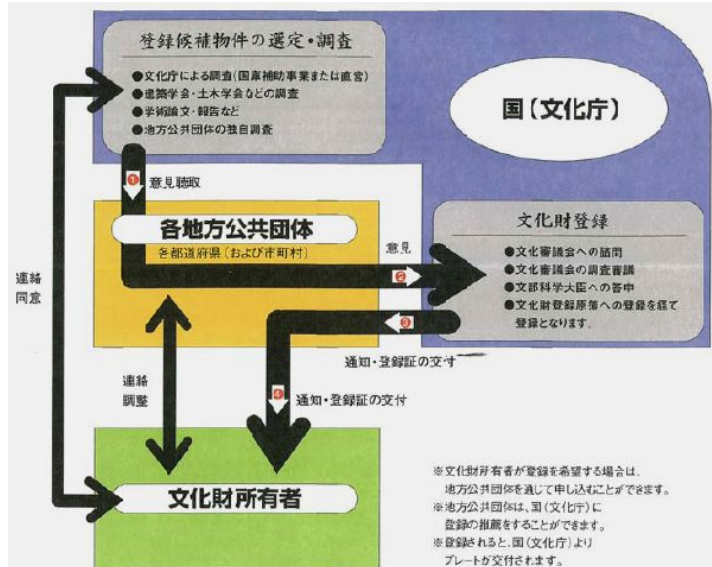 登録候補物件の選定・調査
●文化庁による調査(国庫補助事業または直営)
●建築学会・土木学会などの調査
●学術論文・報告など
●地方公共団体の独自調査
国(文化庁)
❶
意見聴取
各地方公共団体
各都道府県(および市町村)
意見
❷
文化財登録
●文化審議会への諮問
●文化審議会の調査審議
●文部科学大臣への答申
●文化財登録原簿への登録を経て
登録となります。
連絡
同意
❸
通知・登録証の交付
連絡
調整
❹
通知・登録証の交付
文化財所有者
※文化財所有者が登録を希望する場合は、
地方公共団体を通じて申し込むことができます。
※地方公共団体は、国(文化庁)に
登録の推薦をすることができます。
※登録されると、国(文化庁)より
プレートが交付されます。